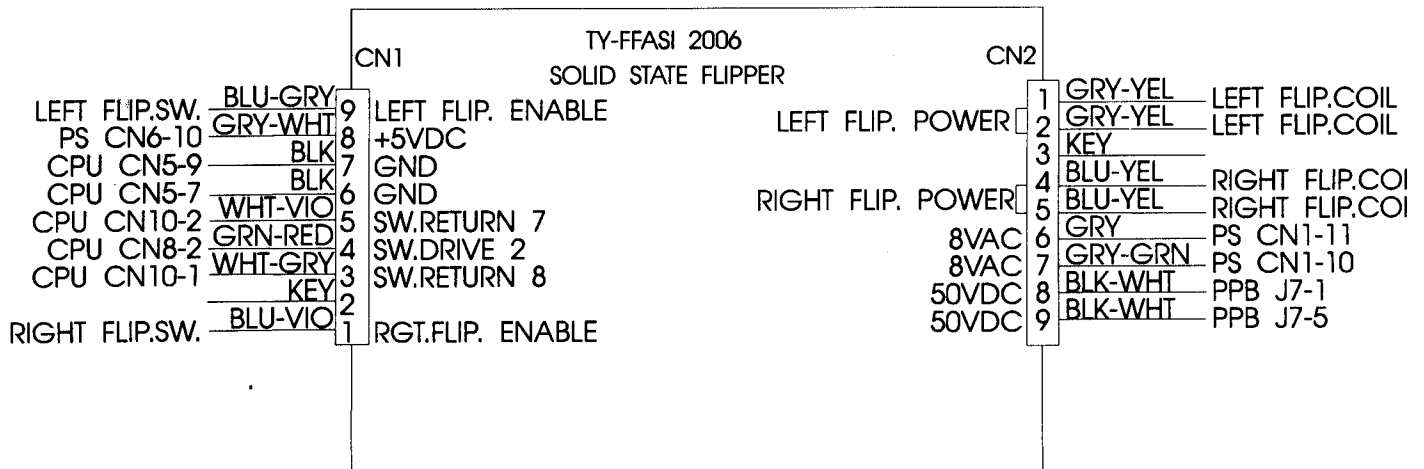 TY-FFASI 2006
SOLID STATE FLIPPER
CN1
LEFT FLIP.SW. BLU-GRY 9 LEFT FLIP. ENABLE
PS CN6-10 GRY-WHT 8 +5VDC
CPU CN5-9 BLK 7 GND
CPU CN5-7 BLK 6 GND
CPU CN10-2 WHT-VIO 5 SW.RETURN 7
CPU CN8-2 GRN-RED 4 SW.DRIVE 2
CPU CN10-1 WHT-GRY 3 SW.RETURN 8
KEY 2
RIGHT FLIP.SW. BLU-VIO 1 RGT.FLIP. ENABLE
CN2
LEFT FLIP. POWER
1 GRY-YEL LEFT FLIP.COIL
2 GRY-YEL LEFT FLIP.COIL
3 KEY
RIGHT FLIP. POWER
4 BLU-YEL RIGHT FLIP.COI
5 BLU-YEL RIGHT FLIP.COI
8VAC 6 GRY PS CN1-11
8VAC 7 GRY-GRN PS CN1-10
50VDC 8 BLK-WHT PPB J7-1
50VDC 9 BLK-WHT PPB J7-5